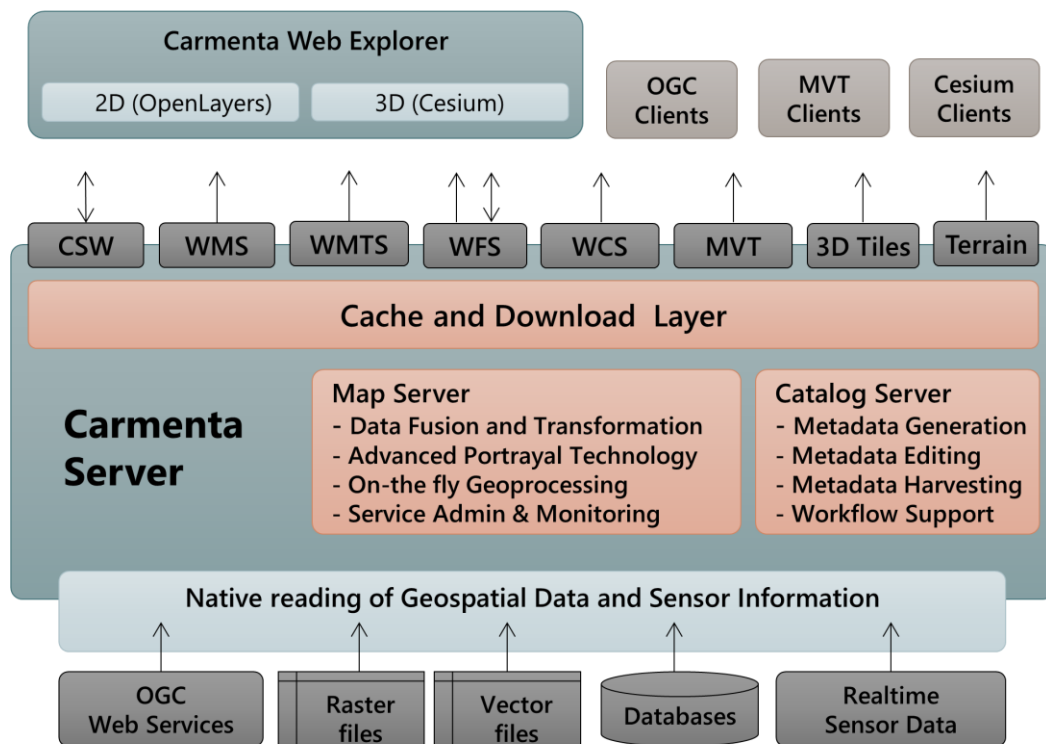 Carmenta Web Explorer
2D (OpenLayers)
3D (Cesium)
OGC
Clients
MVT
Clients
Cesium
Clients
CSW
WMS
WMTS
WFS
WCS
MVT
3D Tiles
Terrain
Cache and Download Layer
Carmenta
Server
Map Server
- Data Fusion and Transformation
- Advanced Portrayal Technology
- On-the fly Geoprocessing
- Service Admin & Monitoring
Catalog Server
- Metadata Generation
- Metadata Editing
- Metadata Harvesting
- Workflow Support
Native reading of Geospatial Data and Sensor Information
OGC
Web Services
Raster
files
Vector
files
Databases
Realtime
Sensor Data